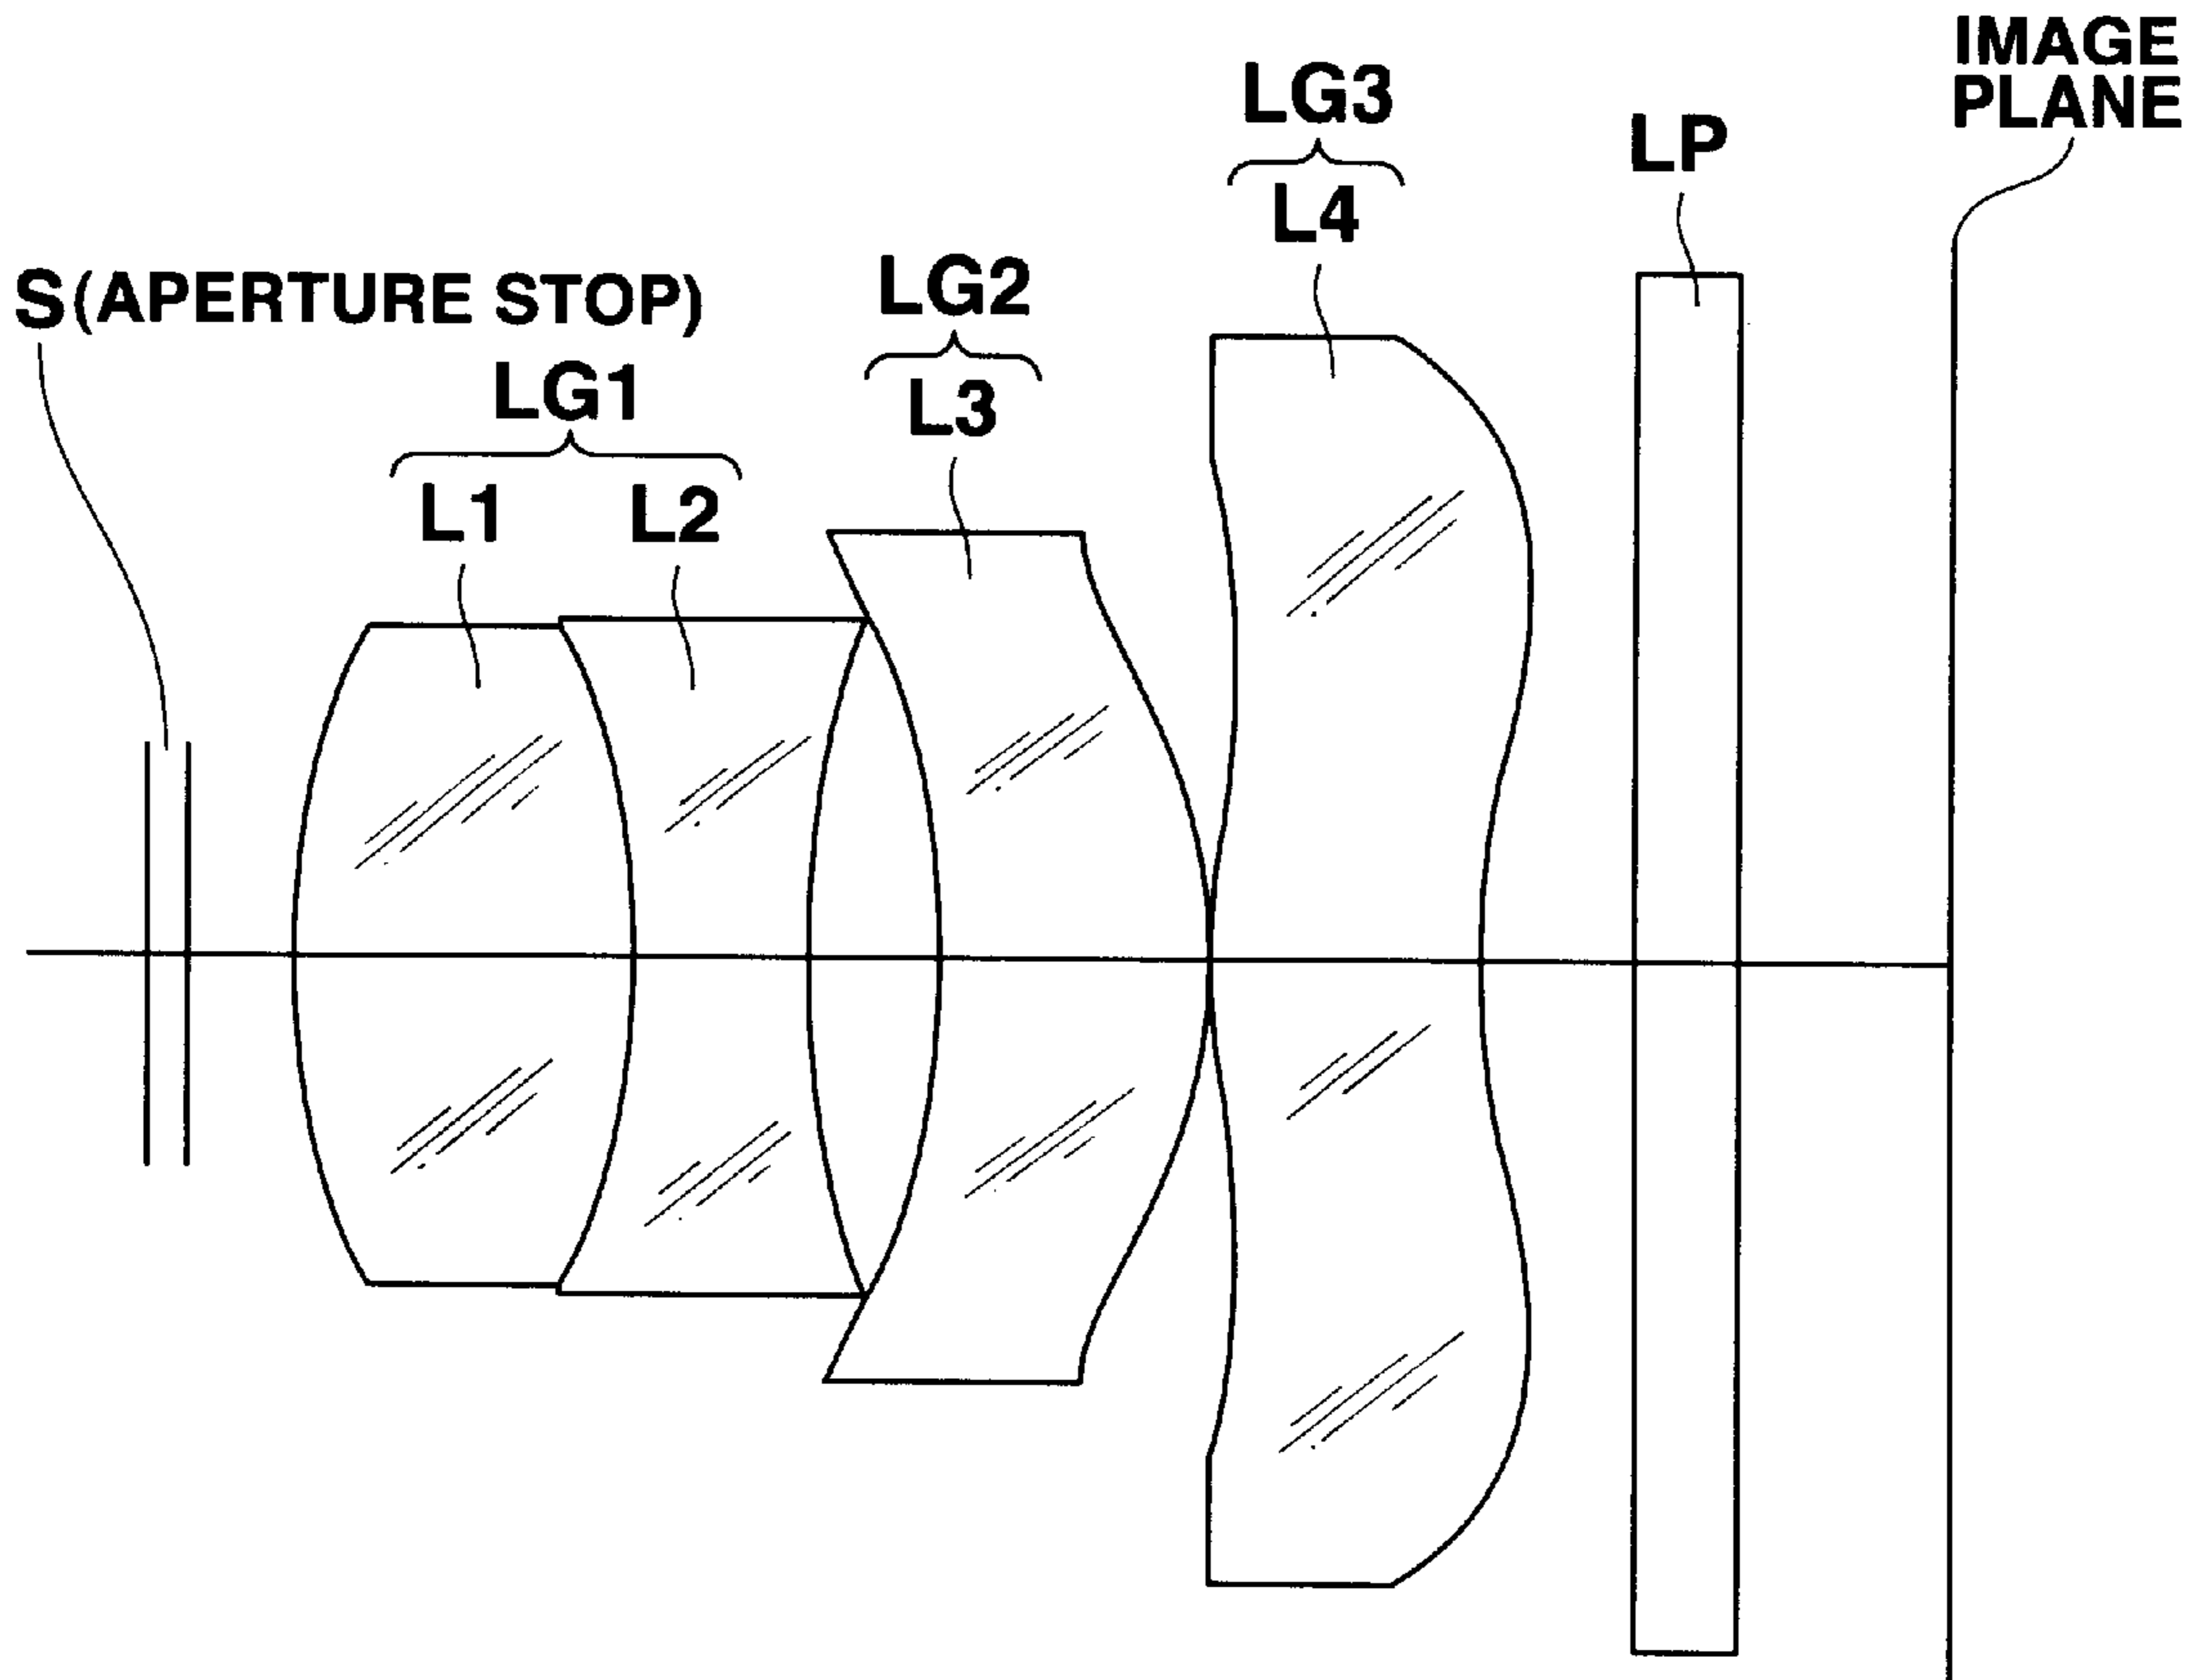 IMAGE
PLANE
LG3
L4
LP
LG2
L3
S(APERTURE STOP)
LG1
L1 L2